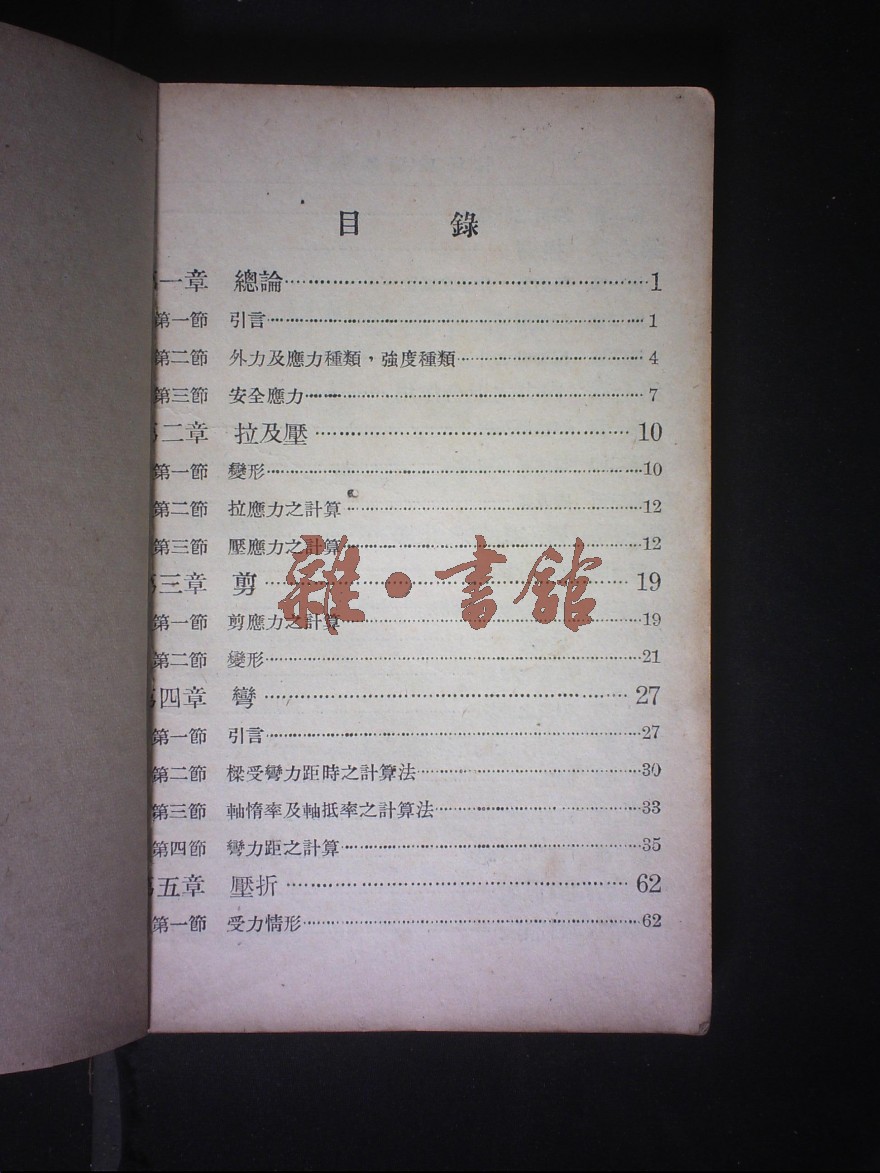 目錄
第一章 總論……1
第一節 引言……1
第二節 外力及應力種類，強度種類……4
第三節 安全應力……7
第二章 拉及壓……10
第一節 變形……10
第二節 拉應力之計算……12
第三節 壓應力之計算……12
第三章 剪……19
雜·書館
第一節 剪應力之計算……19
第二節 變形……21
第四章 彎……27
第一節 引言……27
第二節 樑受彎力距時之計算法……30
第三節 軸惰率及軸抵率之計算法……33
第四節 彎力距之計算……35
第五章 壓折……62
第一節 受力情形……62